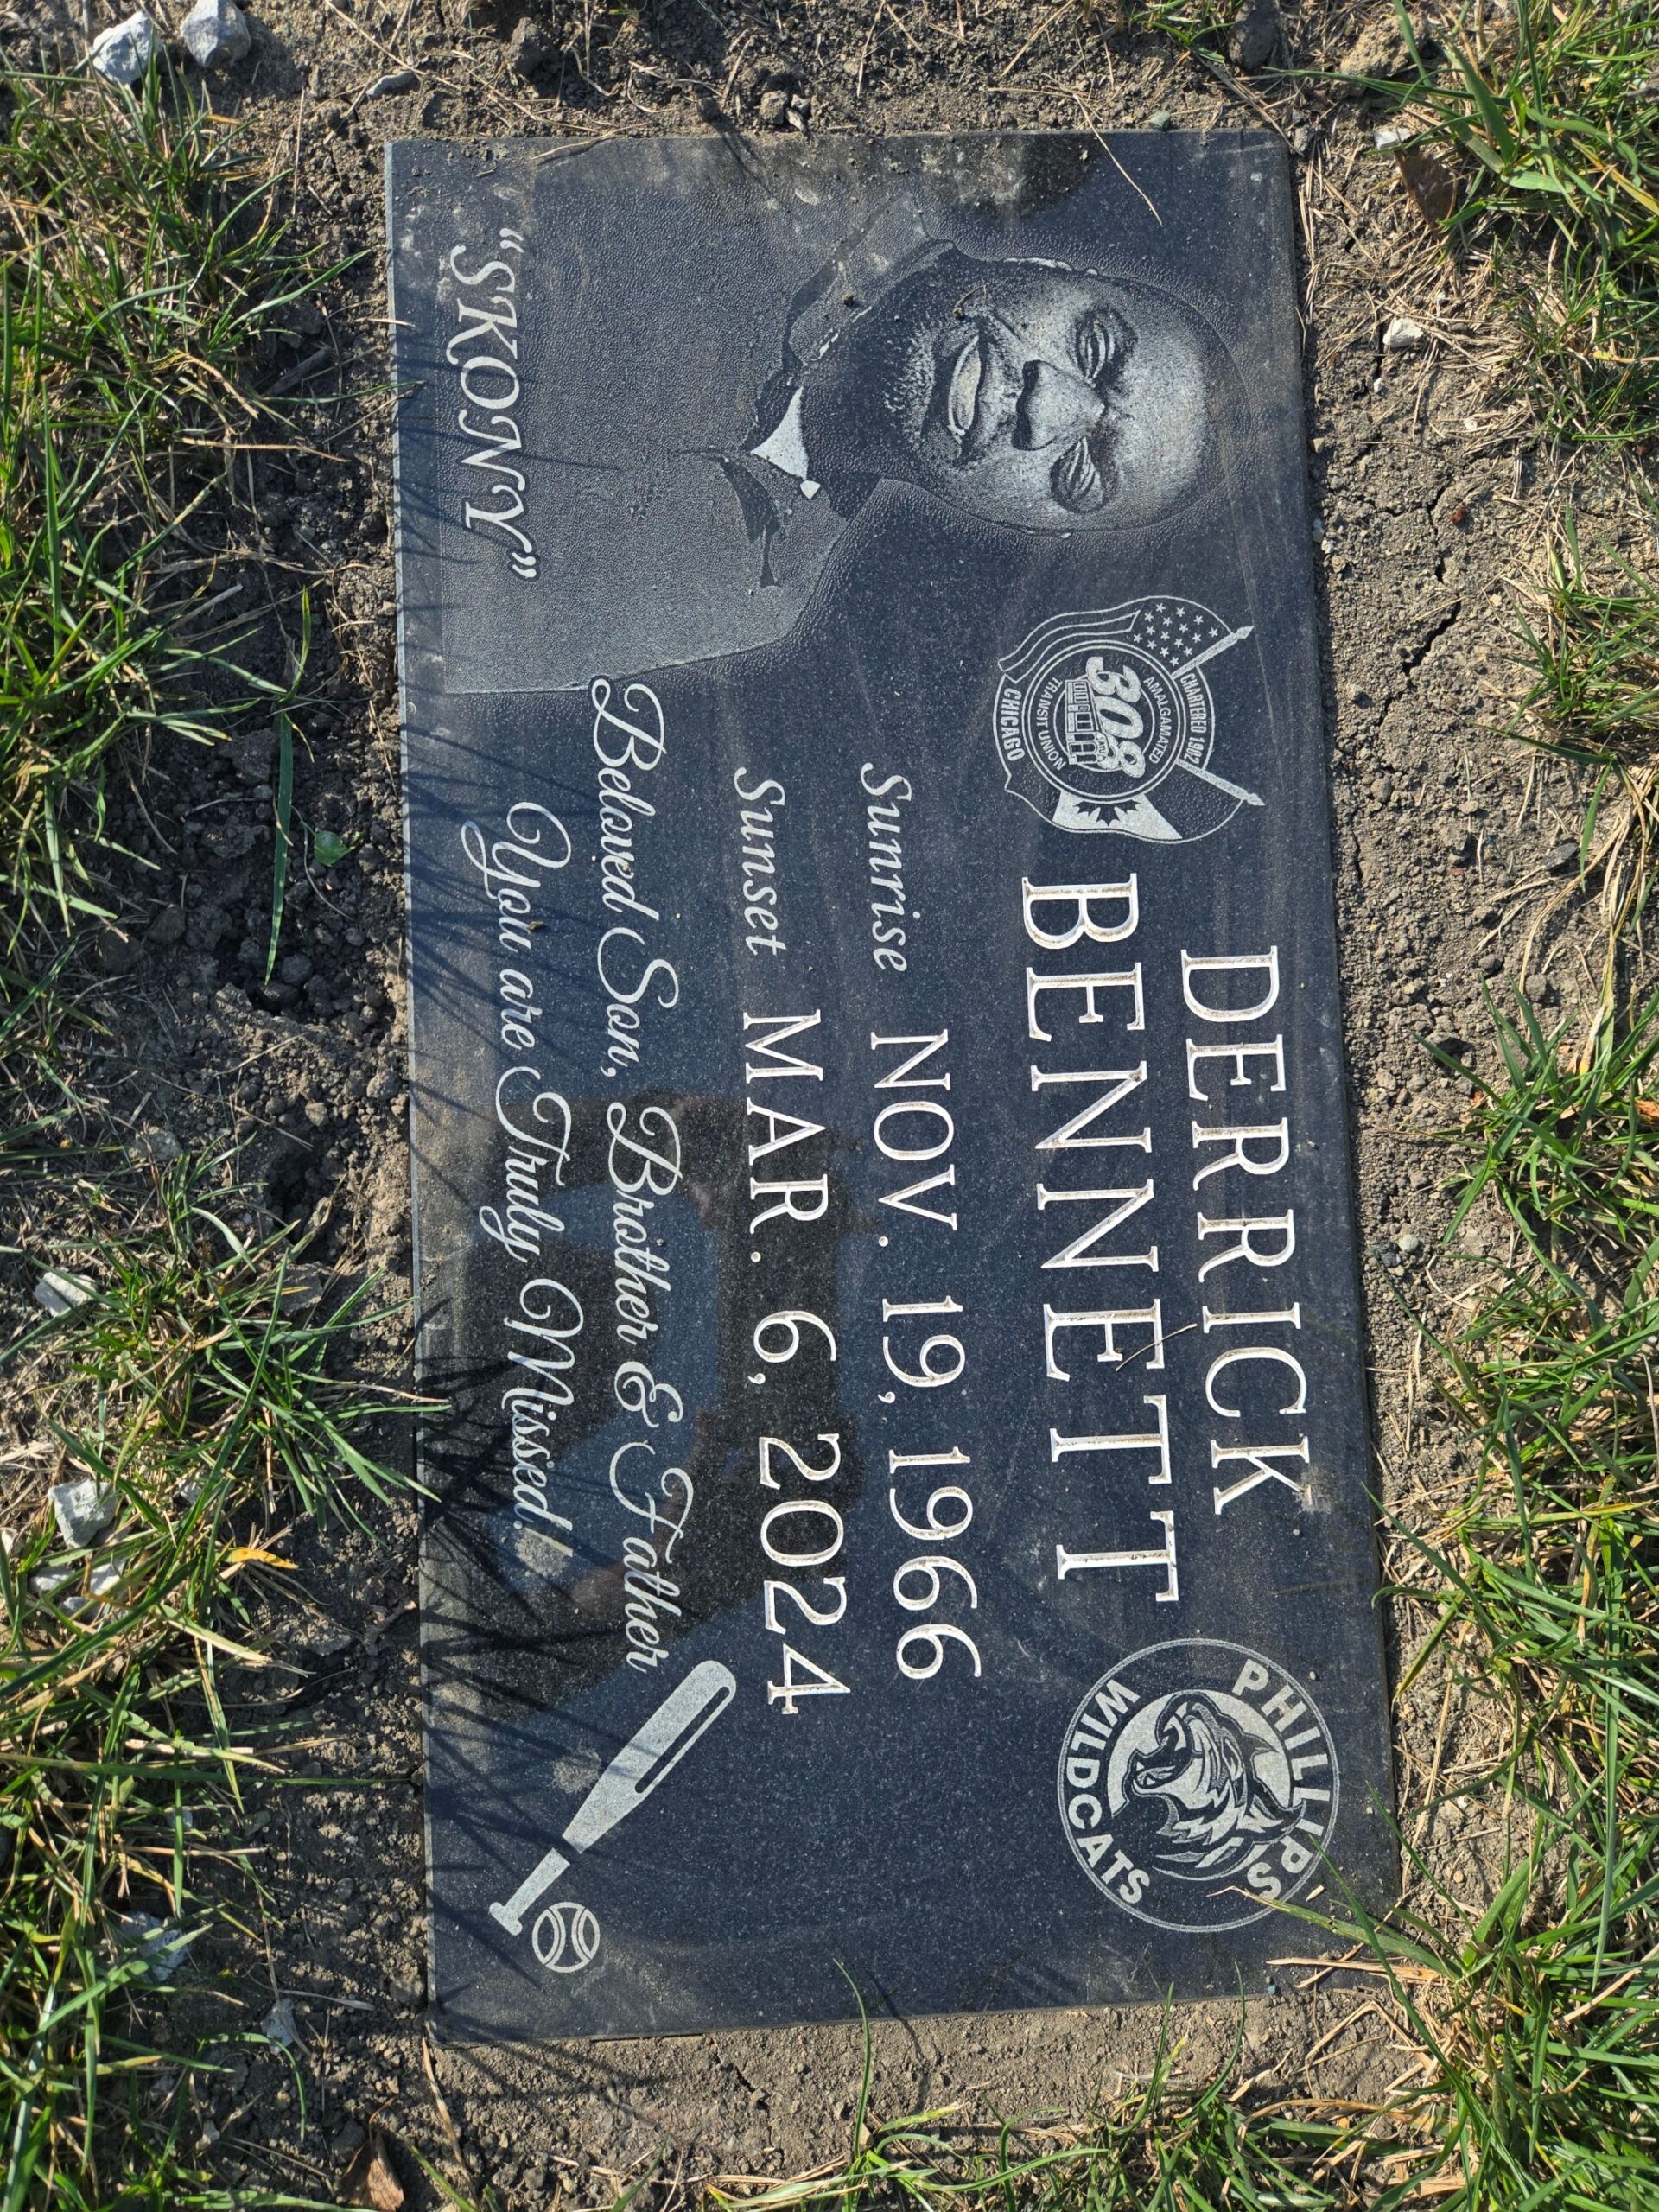 DERRICK
BENNETT
CHARTERED 1902
AMALGAMATED
308
TRANSIT UNION
CHICAGO
PHILLIPS
WILDCATS
Sunrise NOV. 19, 1966
Sunset MAR. 6, 2024
Beloved Son, Brother & Father
You are Truly Missed.
"SKONY"